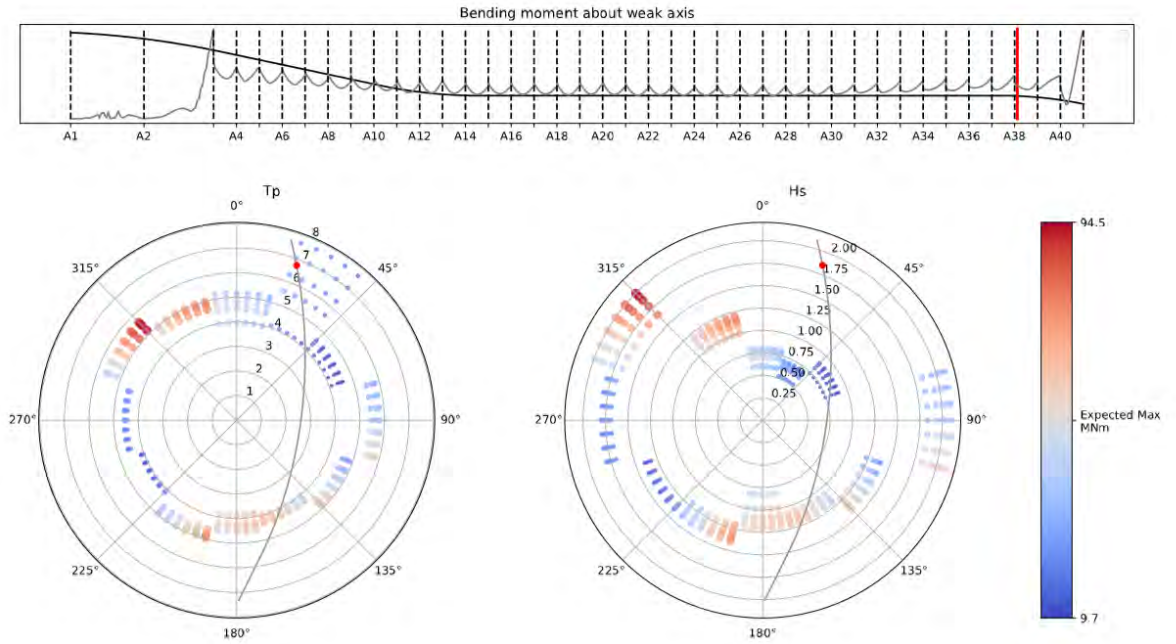 Bending moment about weak axis
A1 A2 A4 A6 A8 A10 A12 A14 A16 A18 A20 A22 A24 A26 A28 A30 A32 A34 A36 A38 A40
Tp Hs
0° 0°
94.5
8 2.00
315° 7 45° 315° 1.75 45°
6 1.50
5 1.25
4 1.00
3 0.75
2 0.50
1 0.25
270° 90° 270° 90° Expected Max
MNm
225° 135° 225° 135°
9.7
180° 180°